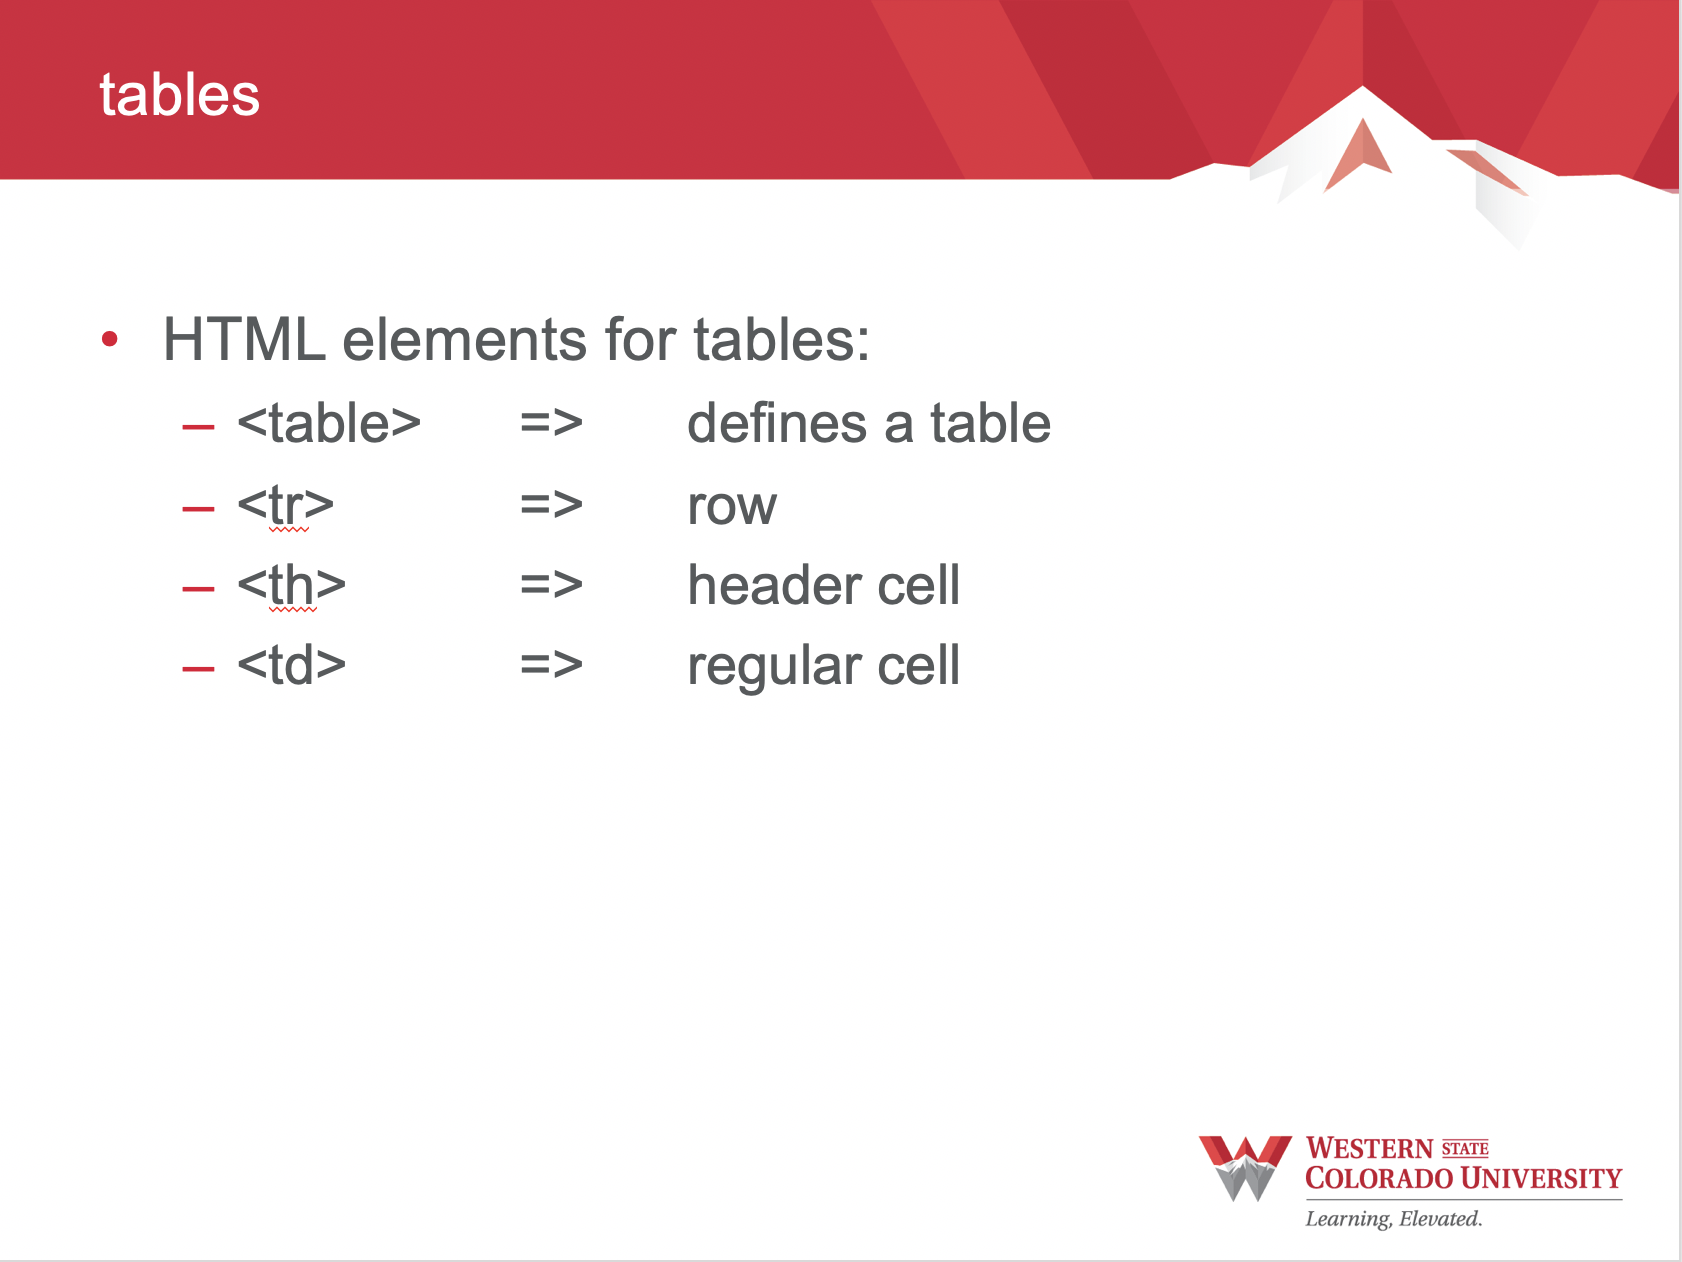 tables
• HTML elements for tables:
– <table> => defines a table
– <tr> => row
– <th> => header cell
– <td> => regular cell
WESTERN STATE
COLORADO UNIVERSITY
Learning, Elevated.